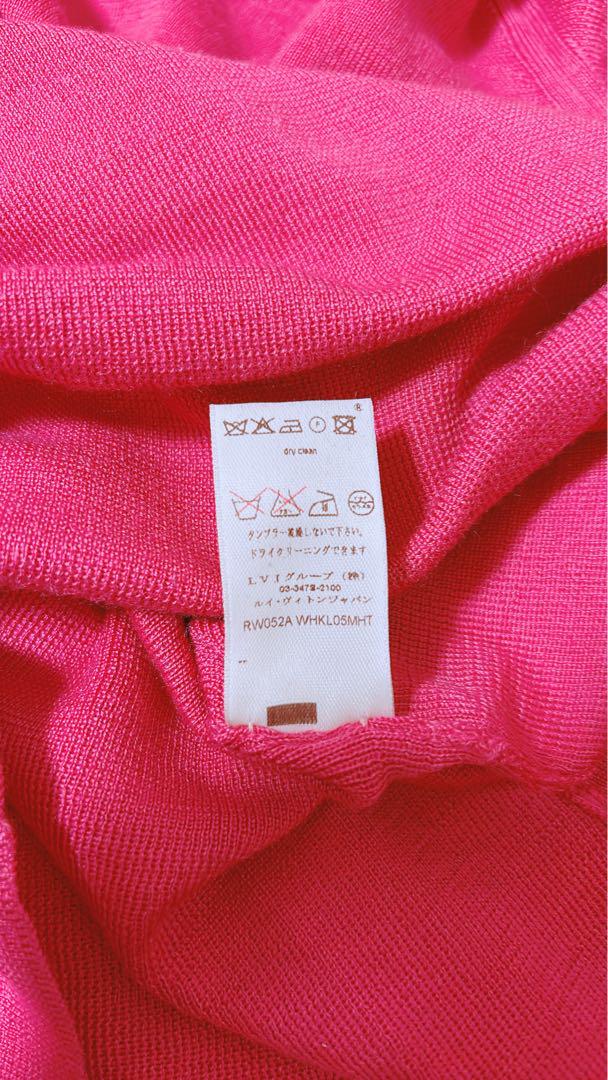 ®
P
dry clean
タンブラー乾燥しないで下さい。
ドライクリーニングできます
LVJグループ (株)
03-3478-2100
ルイ・ヴィトンジャパン
RW052A WHKL05MHT